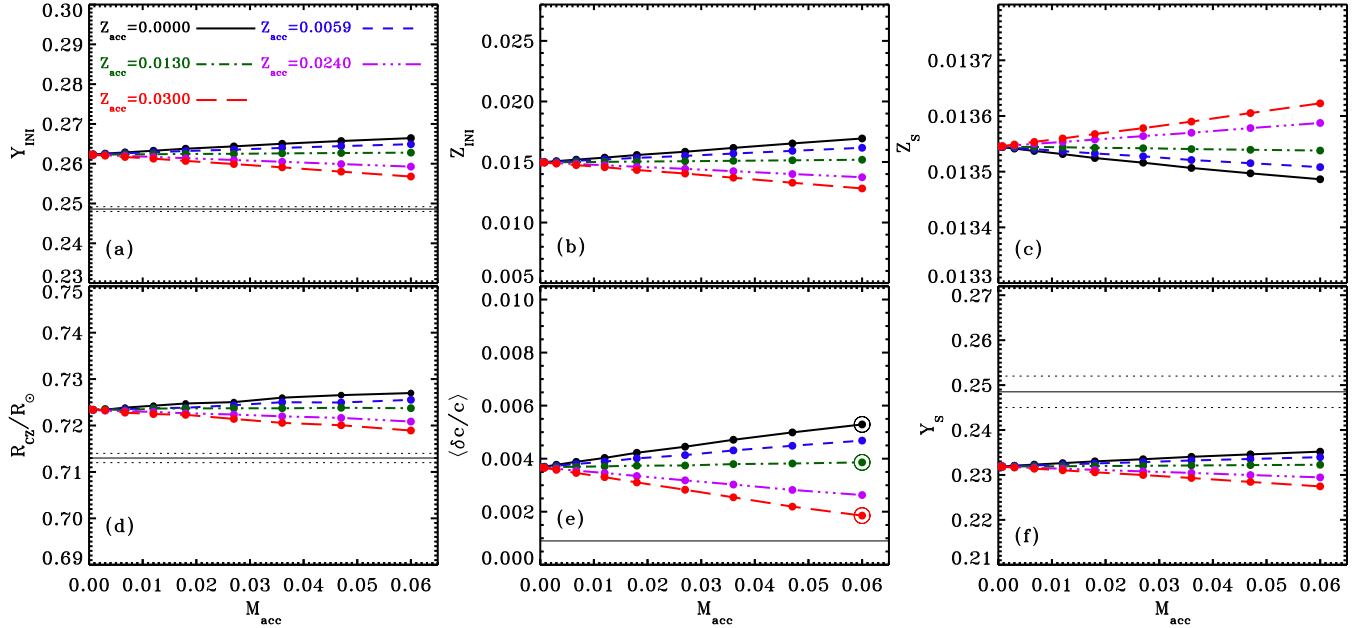 Z_acc=0.0000 Z_acc=0.0059
Z_acc=0.0130 Z_acc=0.0240
Z_acc=0.0300
0.30
0.29
0.28
0.27
0.26
0.25
0.24
0.23
Y_INI
(a)
0.025
0.020
0.015
0.010
0.005
Z_INI
(b)
0.0137
0.0136
0.0135
0.0134
0.0133
Z_S
(c)
0.75
0.74
0.73
0.72
0.71
0.70
0.69
R_CZ/R_⊙
(d)
0.00 0.01 0.02 0.03 0.04 0.05 0.06
M_acc
0.010
0.008
0.006
0.004
0.002
0.000
⟨δc/c⟩
(e)
0.00 0.01 0.02 0.03 0.04 0.05 0.06
M_acc
0.27
0.26
0.25
0.24
0.23
0.22
0.21
Y_S
(f)
0.00 0.01 0.02 0.03 0.04 0.05 0.06
M_acc